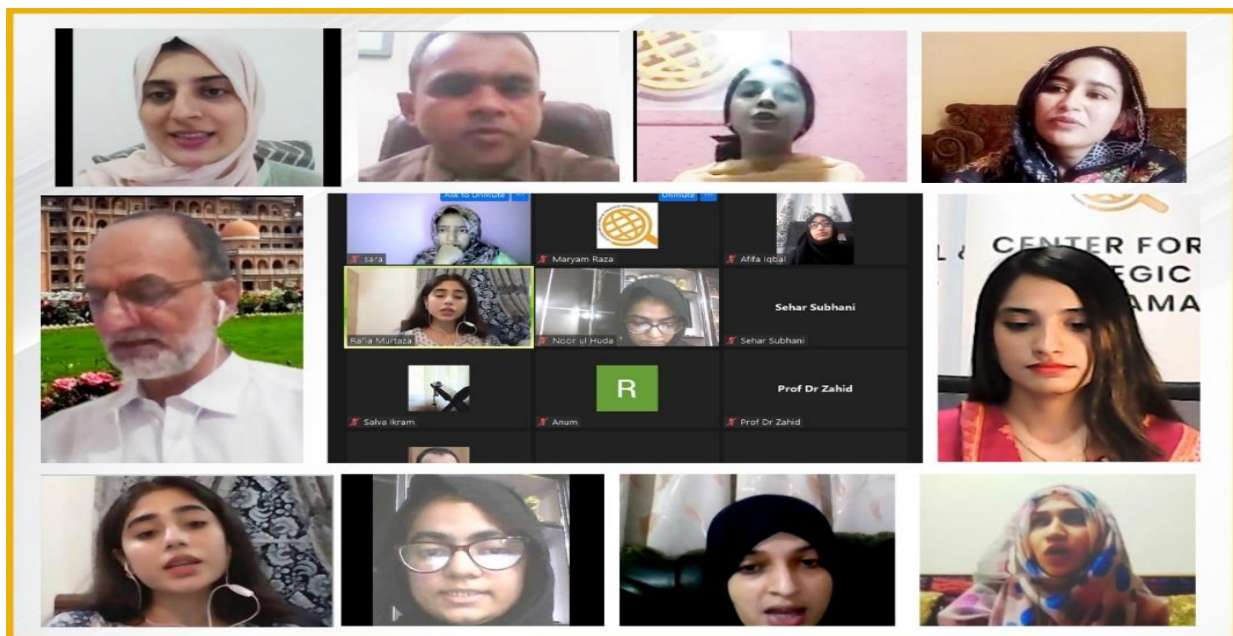 Ask to Unmute
Unmute
sara
Maryam Raza
Afifa Iqbal
Rafia Murtaza
Noor ul Huda
Sehar Subhani
Sehar Subhani
Salva Ikram
R
Anum
Prof Dr Zahid
Prof Dr Zahid
L &
CENTER FOR
EGIC
AMA